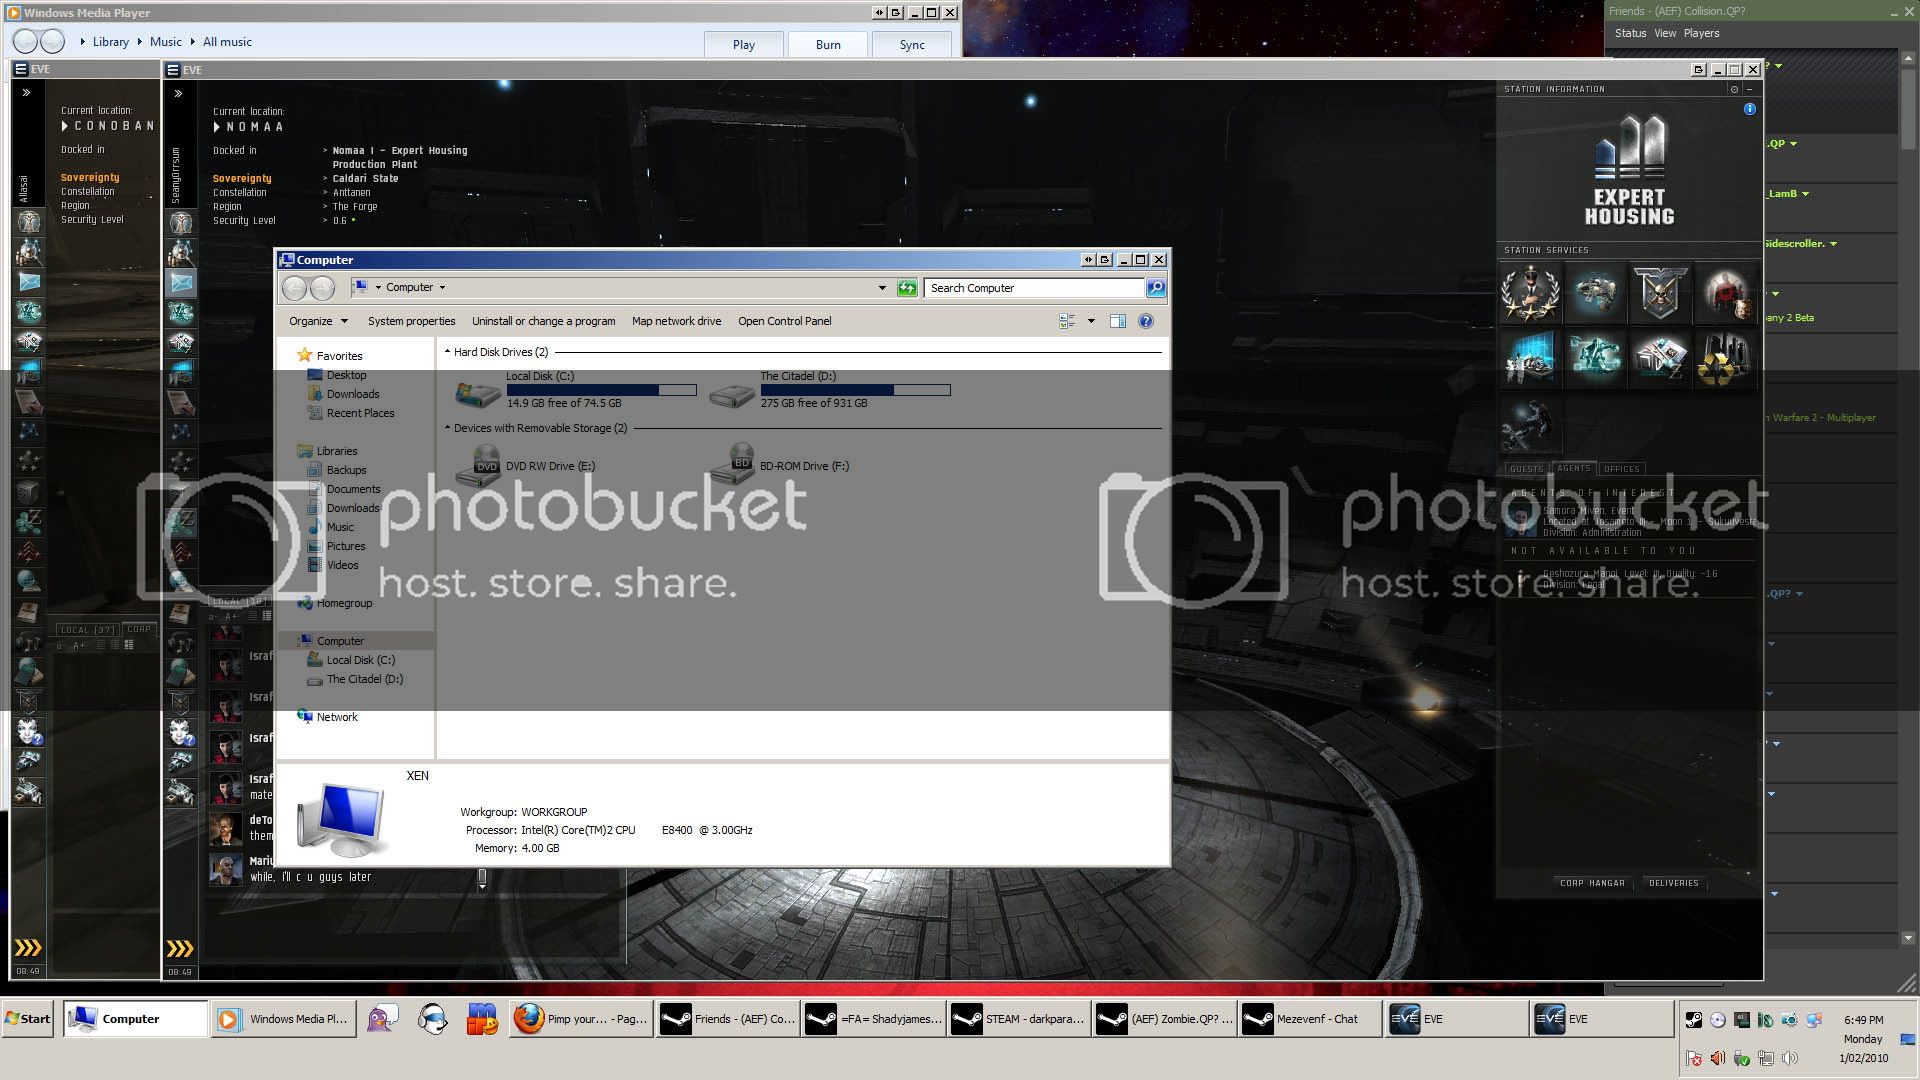 Windows Media Player
Library Music All music
Play Burn Sync
Friends - (AEF) Collision.QP?
Status View Players
EVE
Current location:
CONOBAN
Docked in
Sovereignty
Constellation
Region
Security Level
Allasai
LOCAL [37] CORP
a- A+
08:49
EVE
Current location:
NOMAA
Docked in > Nomaa I - Expert Housing
Production Plant
Sovereignty > Caldari State
Constellation > Anttanen
Region > The Forge
Security Level > 0.6
SeanyGrrsum
LOCAL [18]
a- A+
Israf
Israf
Israf
Israf
mate
deTo
them
Mariu
while, i'll c u guys later
08:49
Computer
Computer
Search Computer
Organize System properties Uninstall or change a program Map network drive Open Control Panel
Favorites
Desktop
Downloads
Recent Places
Libraries
Backups
Documents
Downloads
Music
Pictures
Videos
Homegroup
Computer
Local Disk (C:)
The Citadel (D:)
Network
Hard Disk Drives (2)
Local Disk (C:)
14.9 GB free of 74.5 GB
The Citadel (D:)
275 GB free of 931 GB
Devices with Removable Storage (2)
DVD
DVD RW Drive (E:)
BD
BD-ROM Drive (F:)
XEN
Workgroup: WORKGROUP
Processor: Intel(R) Core(TM)2 CPU E8400 @ 3.00GHz
Memory: 4.00 GB
STATION INFORMATION
EXPERT
HOUSING
STATION SERVICES
GUESTS AGENTS OFFICES
AGENTS OF INTEREST
Samora Miven, Event
Located at Josameto III - Moon 1 - Sukuuvesta
Division: Administration
NOT AVAILABLE TO YOU
Geshozura Manoi, Level: III, Quality: -16
Division: Legal
CORP HANGAR DELIVERIES
?
.QP
_LamB
Sidescroller.
pany 2 Beta
n Warfare 2 - Multiplayer
.QP?
photobucket
host. store. share.
photobucket
host. store. share.
Start
Computer
Windows Media Pl...
Pimp your... - Pag...
Friends - (AEF) Co...
=FA= Shadyjames...
STEAM - darkpara...
(AEF) Zombie.QP? ...
Mezevenf - Chat
EVE
EVE
6:49 PM
Monday
1/02/2010